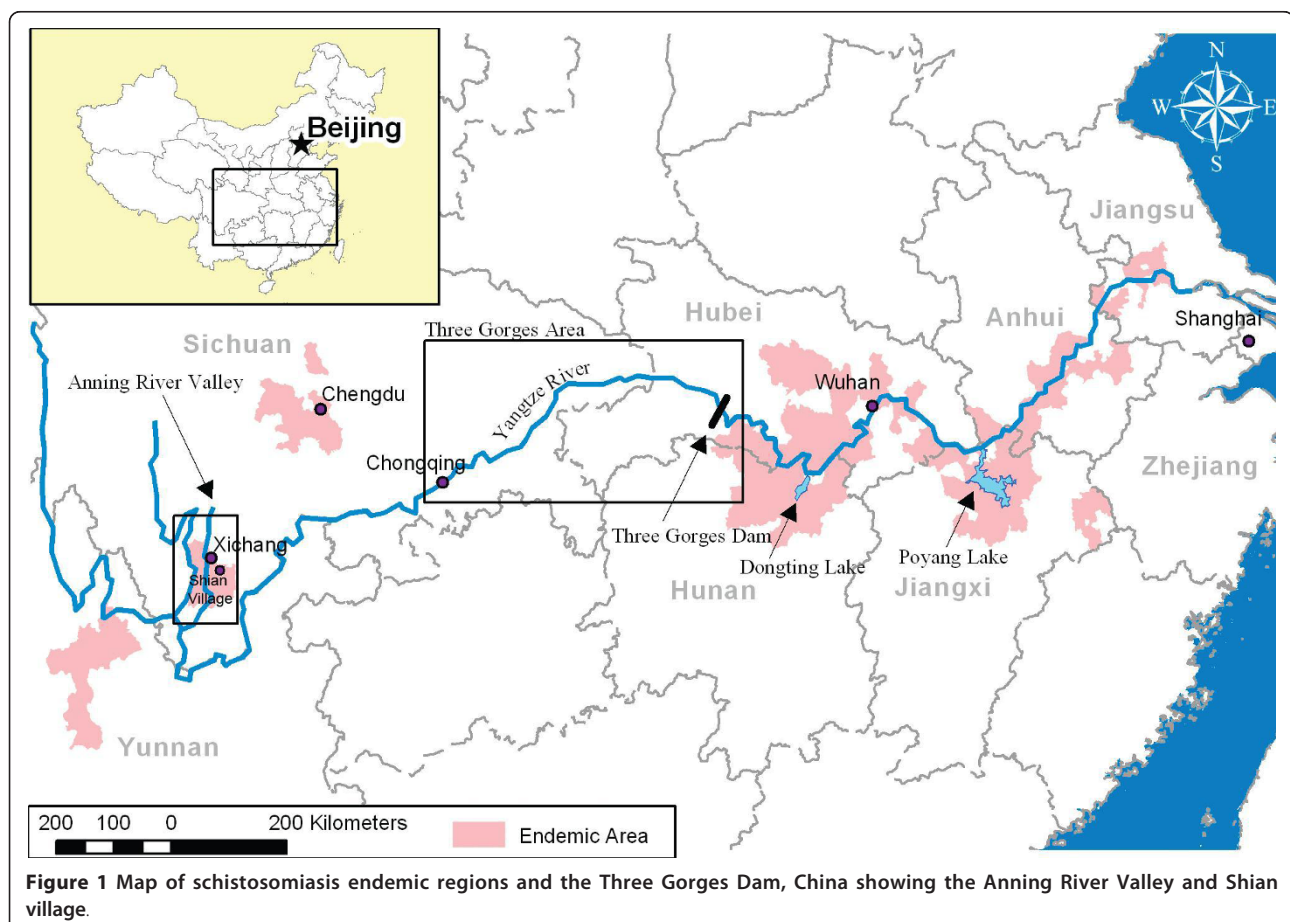 Beijing
N
W E
S
Jiangsu
Hubei
Anhui
Shanghai
Three Gorges Area
Sichuan
Anning River Valley
Chengdu
Wuhan
Yangtze River
Chongqing
Zhejiang
Xichang
Shian
Village
Three Gorges Dam
Dongting Lake
Poyang Lake
Hunan
Jiangxi
Yunnan
200 100 0 200 Kilometers
Endemic Area
Figure 1 Map of schistosomiasis endemic regions and the Three Gorges Dam, China showing the Anning River Valley and Shian
village.